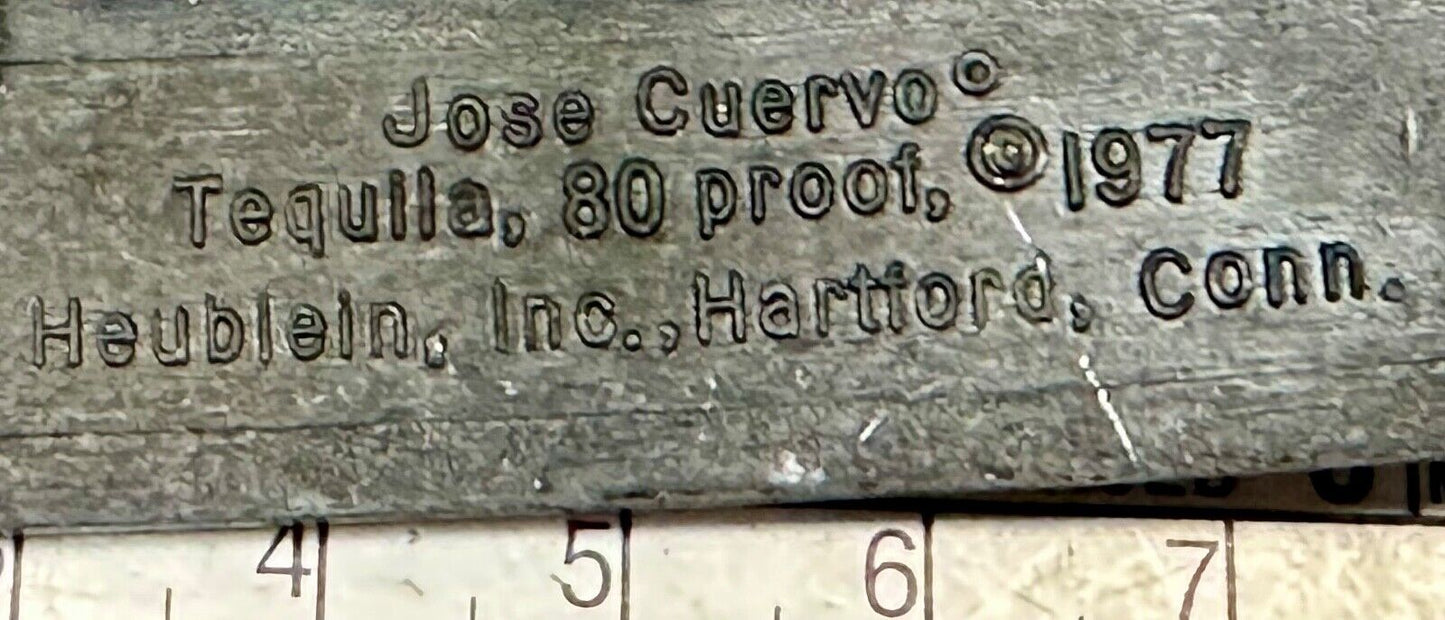 Jose Cuervo®
Tequila, 80 proof, ©1977
Heublein, Inc., Hartford, Conn.
4 5 6 7